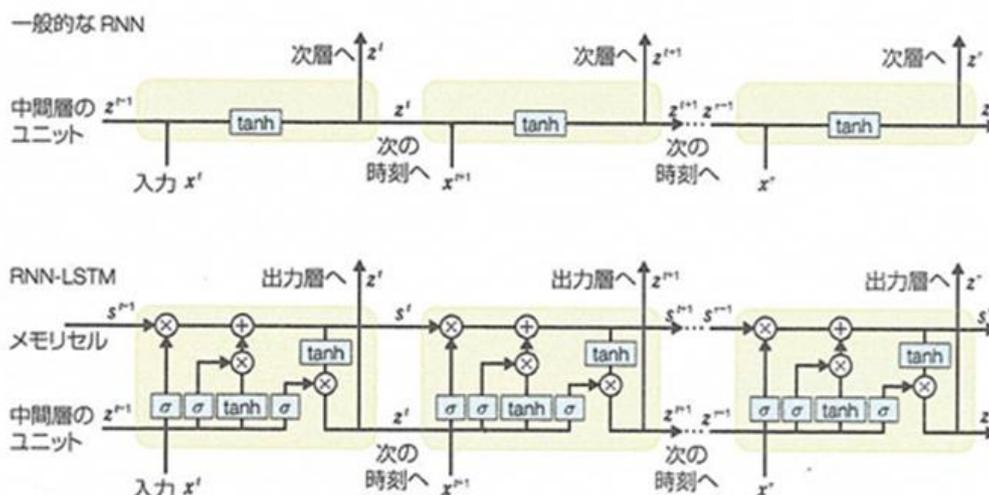 一般的な RNN
次層へ z^t 次層へ z^{t+1} 次層へ z^τ
中間層の z^{t-1} z^t z^{t+1} z^{τ-1} z
ユニット tanh tanh tanh
次の 次の
時刻へ 時刻へ
入力 x^t x^{t+1} x^τ
RNN-LSTM
出力層へ z^t 出力層へ z^{t+1} 出力層へ z^τ
s^{t-1} × + s^t × + s^{t+1} … s^{τ-1} × + s
メモリセル
tanh tanh tanh
× × × × × ×
σ σ tanh σ σ σ tanh σ σ σ tanh σ
中間層の z^{t-1} z^t z^{t+1} … z^{τ-1} z
ユニット
次の 次の
時刻へ 時刻へ
入力 x^t x^{t+1} x^τ